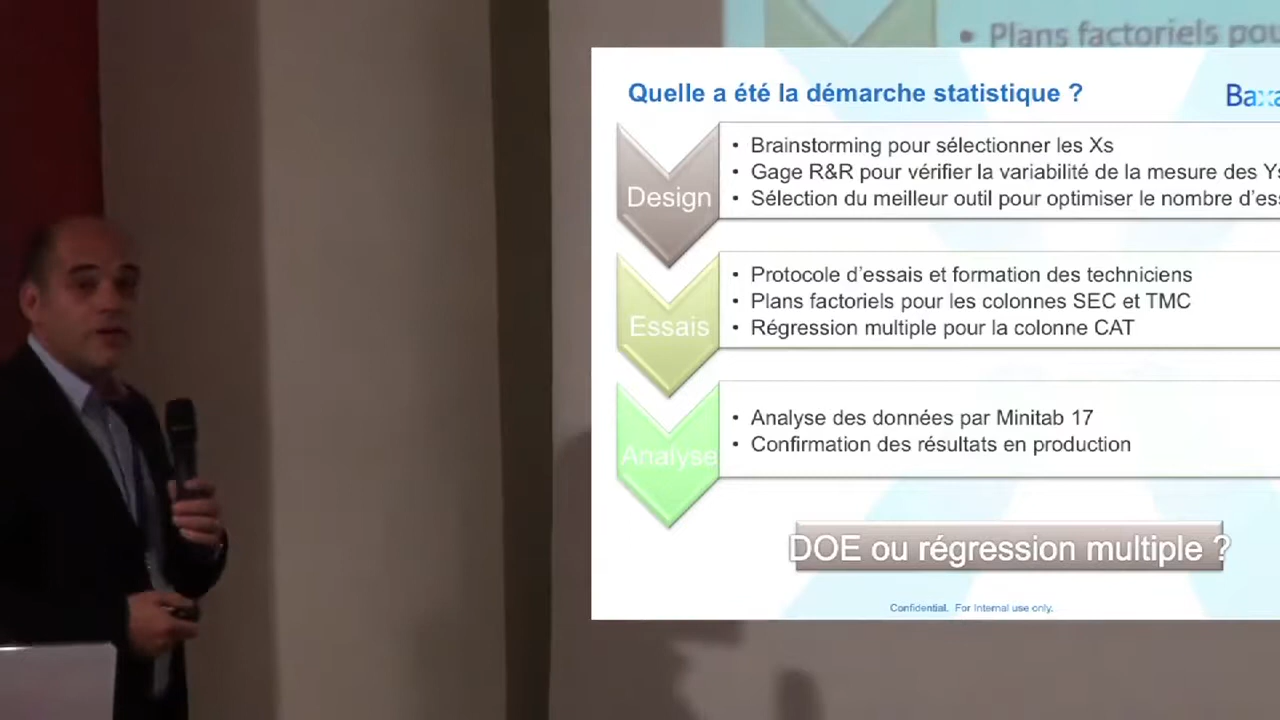 • Plans factoriels
Quelle a été la démarche statistique ?
Design
• Brainstorming pour sélectionner les Xs
• Gage R&R pour vérifier la variabilité de la mesure des Ys
• Sélection du meilleur outil pour optimiser le nombre
Essais
• Protocole d'essais et formation des techniciens
• Plans factoriels pour les colonnes SEC et TMC
• Régression multiple pour la colonne CAT
Analyse
• Analyse des données par Minitab 17
• Confirmation des résultats en production
DOE ou régression multiple ?
Confidential. For Internal use only.